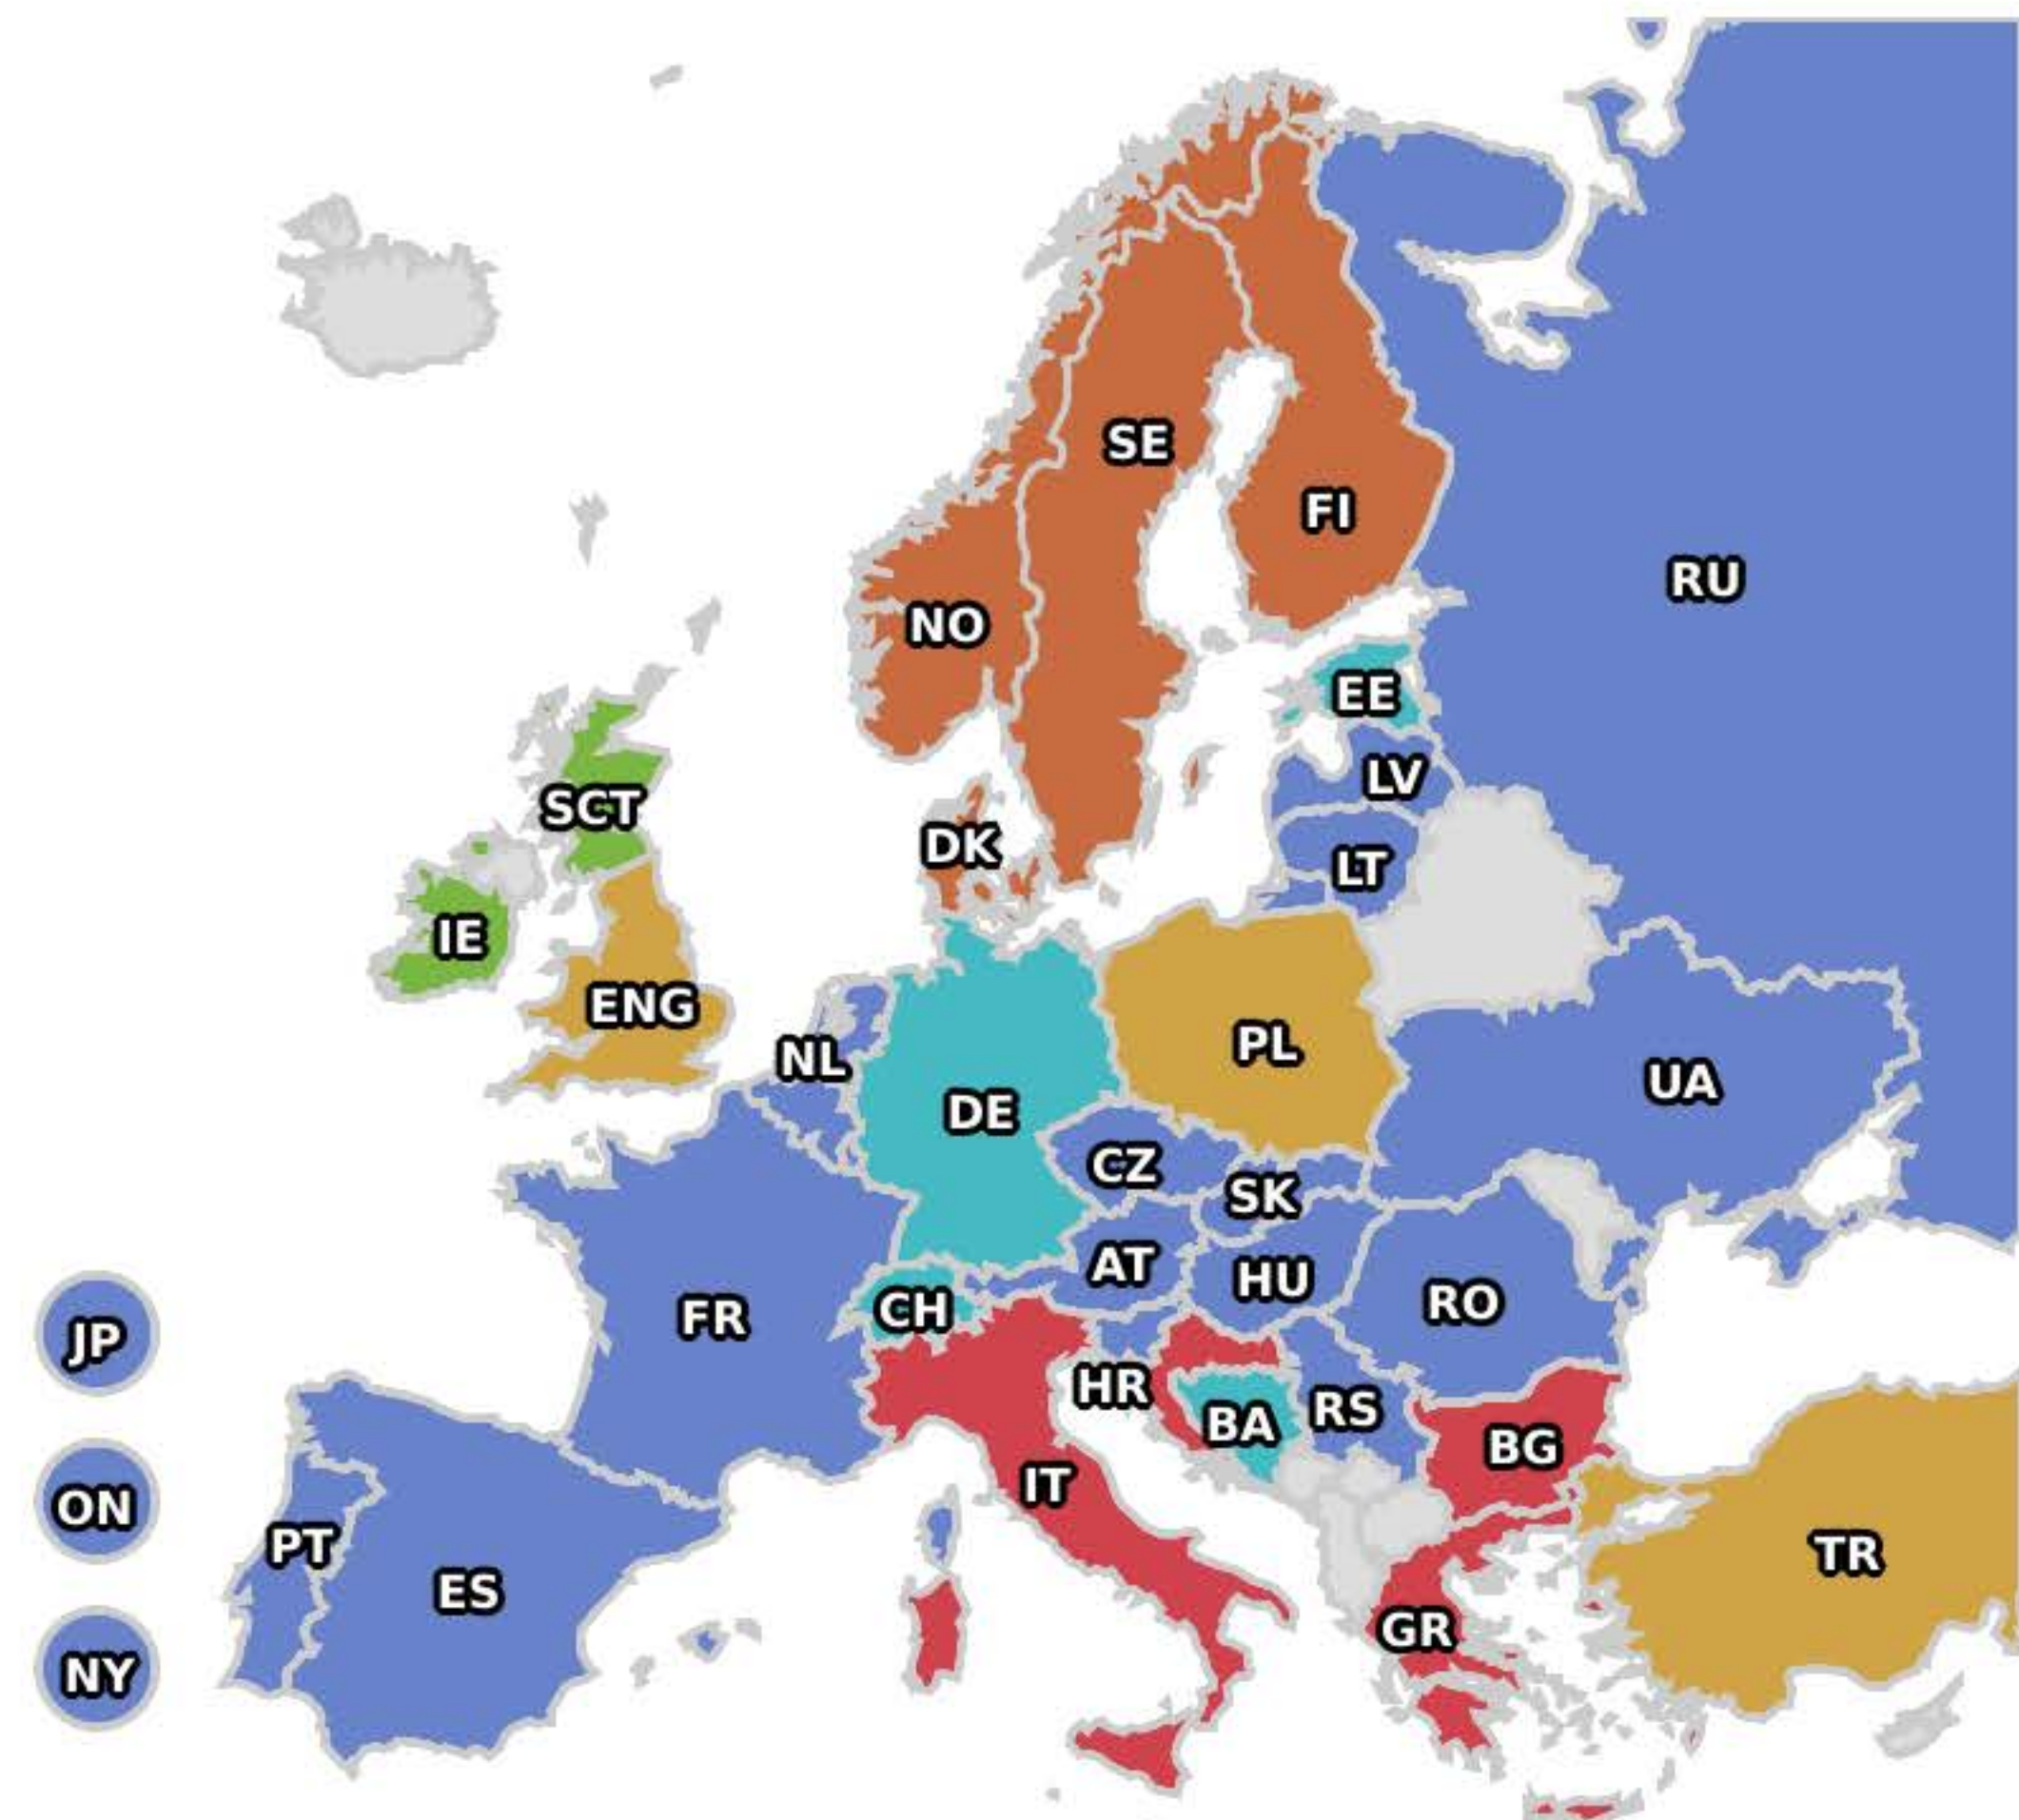 SE
FI
RU
NO
EE
LV
SCT
DK
LT
IE
ENG
PL
NL
UA
DE
CZ
SK
AT
HU
RO
CH
FR
JP
HR
RS
BA
BG
IT
ON
PT
TR
ES
GR
NY